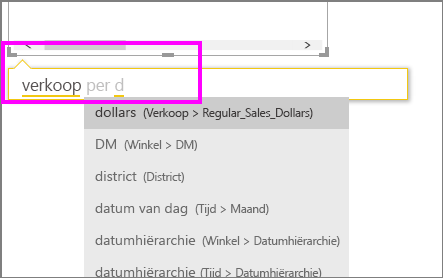 verkoop per d
dollars (Verkoop > Regular_Sales_Dollars)
DM (Winkel > DM)
district (District)
datum van dag (Tijd > Maand)
datumhiërarchie (Winkel > Datumhiërarchie)
datumhiërarchie (Tijd > Datumhiërarchie)